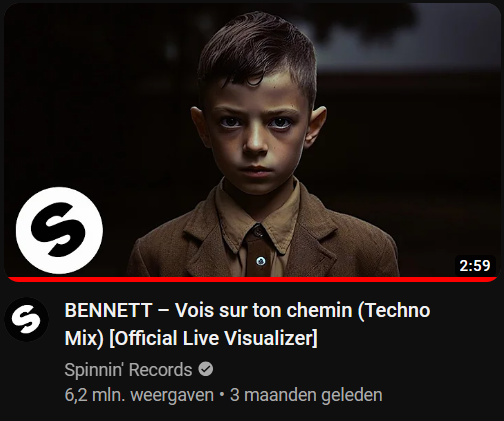 2:59
BENNETT – Vois sur ton chemin (Techno
Mix) [Official Live Visualizer]
Spinnin' Records
6,2 mln. weergaven • 3 maanden geleden